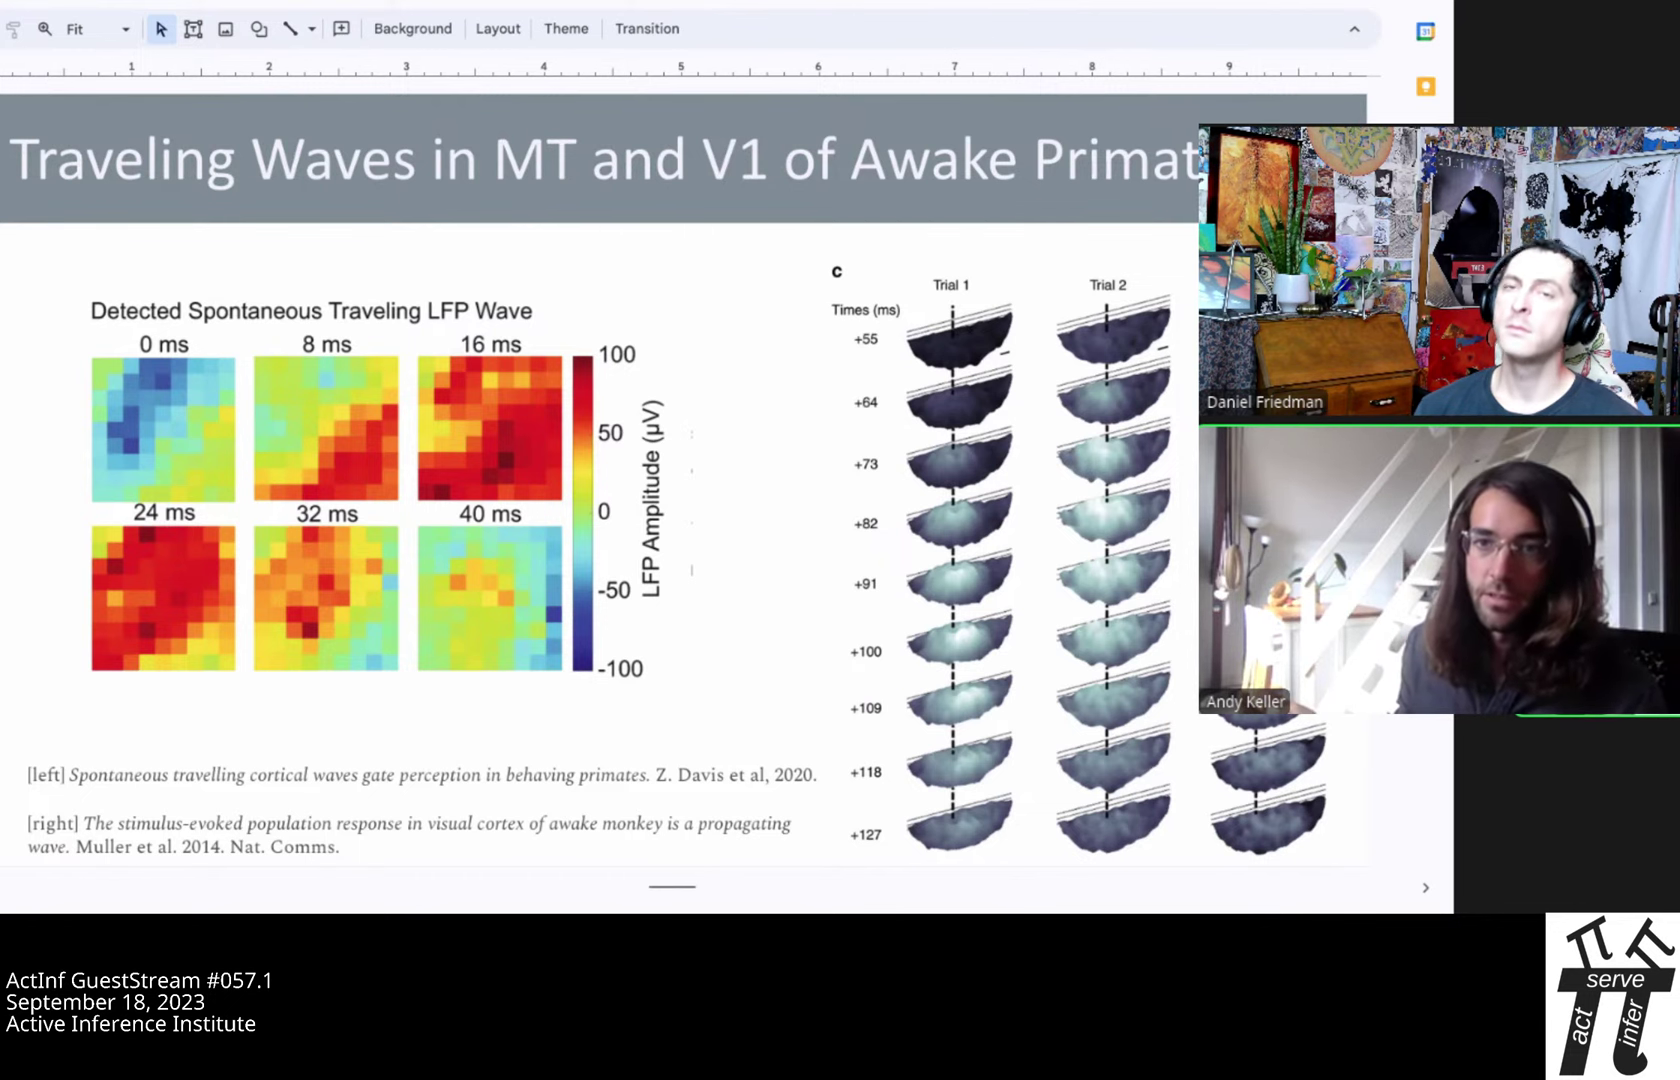 Fit
Background
Layout
Theme
Transition
1 2 3 4 5 6 7 8 9
31
Traveling Waves in MT and V1 of Awake Primat
Detected Spontaneous Traveling LFP Wave
0 ms 8 ms 16 ms
24 ms 32 ms 40 ms
100
50
0
-50
-100
LFP Amplitude (µV)
c
Trial 1 Trial 2
Times (ms)
+55
+64
+73
+82
+91
+100
+109
+118
+127
[left] Spontaneous travelling cortical waves gate perception in behaving primates. Z. Davis et al, 2020.
[right] The stimulus-evoked population response in visual cortex of awake monkey is a propagating
wave. Muller et al. 2014. Nat. Comms.
Daniel Friedman
Andy Keller
ActInf GuestStream #057.1
September 18, 2023
Active Inference Institute
serve
act
infer